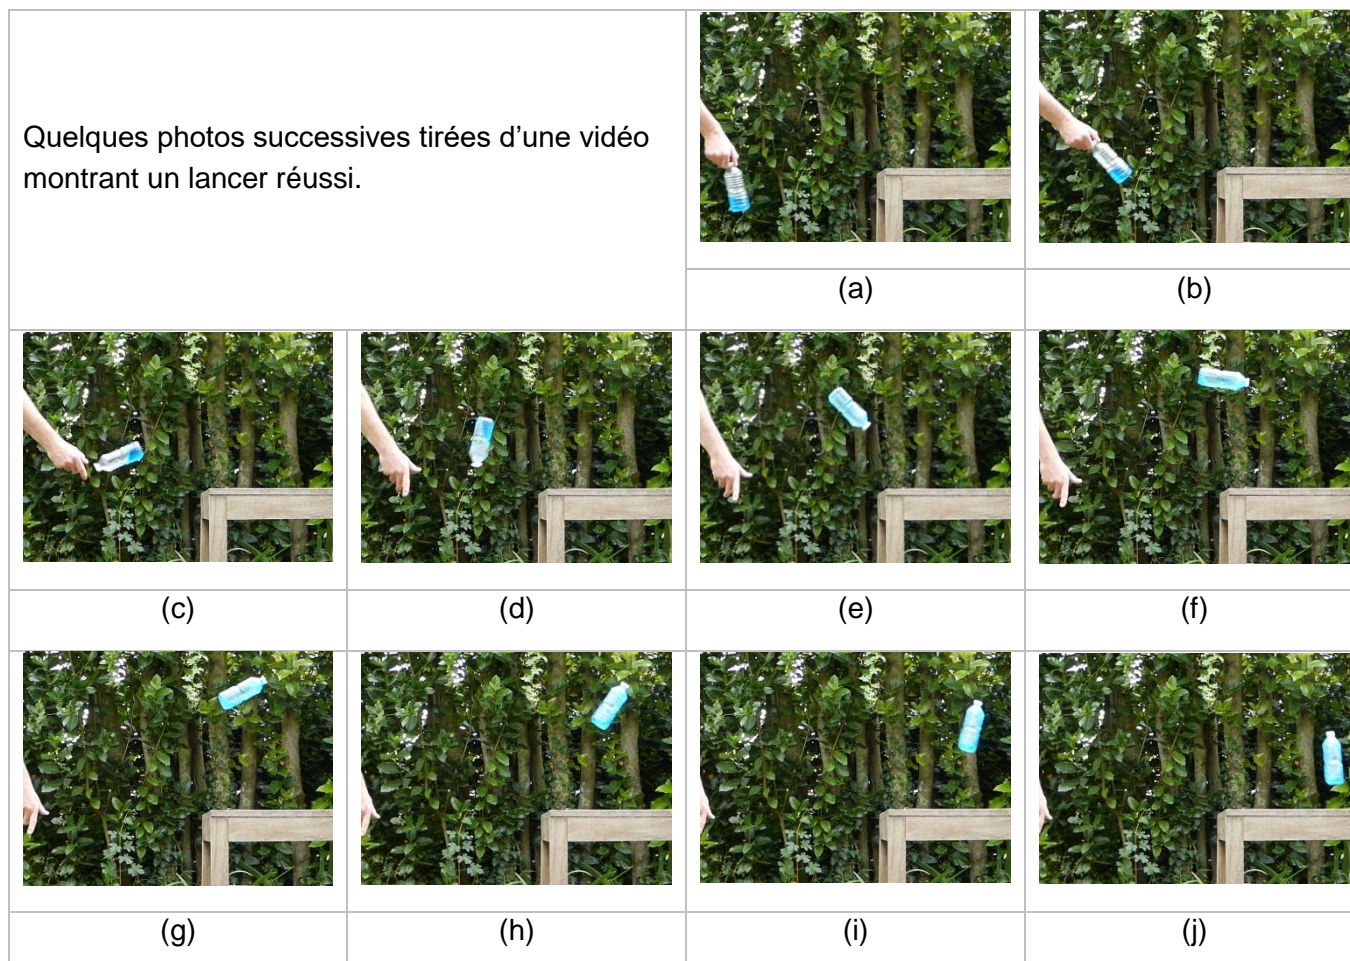 Quelques photos successives tirées d’une vidéo
montrant un lancer réussi.
(a)
(b)
(c)
(d)
(e)
(f)
(g)
(h)
(i)
(j)